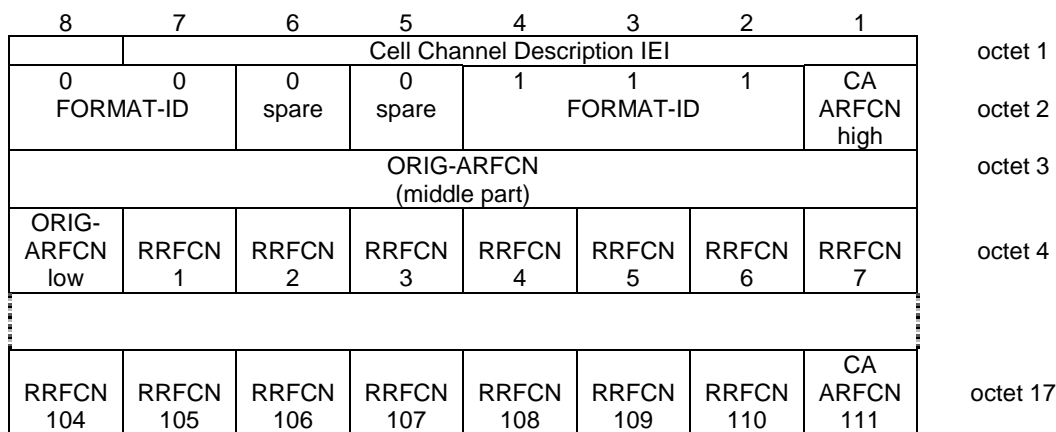 8 7 6 5 4 3 2 1
Cell Channel Description IEI octet 1
0 0 0 0 1 1 1 CA
FORMAT-ID spare spare FORMAT-ID ARFCN octet 2
high
ORIG-ARFCN octet 3
(middle part)
ORIG-
ARFCN RRFCN RRFCN RRFCN RRFCN RRFCN RRFCN RRFCN octet 4
low 1 2 3 4 5 6 7
CA
RRFCN RRFCN RRFCN RRFCN RRFCN RRFCN RRFCN ARFCN octet 17
104 105 106 107 108 109 110 111